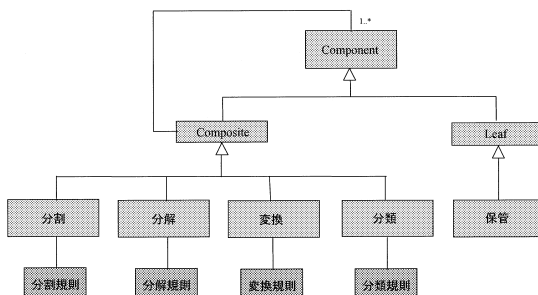 1..*
Component
Composite
Leaf
分割
分解
変換
分類
保管
分割規則
分解規則
変換規則
分類規則